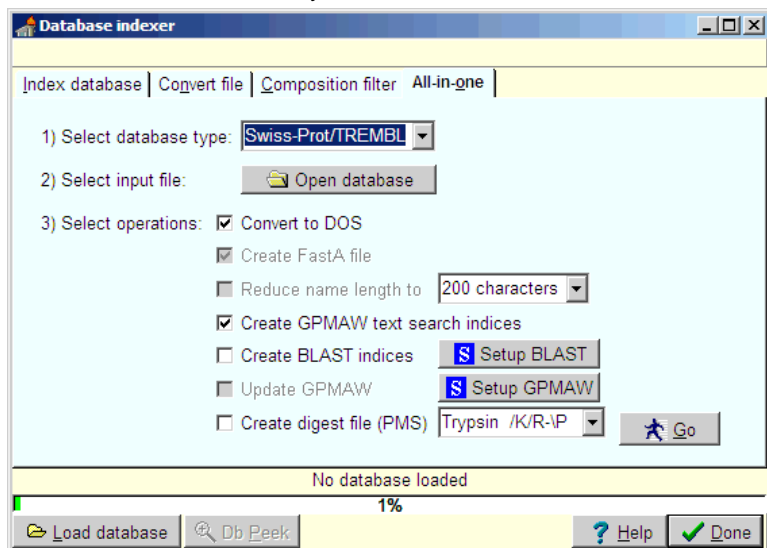 Database indexer
Index database Convert file Composition filter All-in-one
1) Select database type: Swiss-Prot/TREMBL
2) Select input file: Open database
3) Select operations: Convert to DOS
Create FastA file
Reduce name length to 200 characters
Create GPMAW text search indices
Create BLAST indices S Setup BLAST
Update GPMAW S Setup GPMAW
Create digest file (PMS) Trypsin /K/R-\P Go
No database loaded
1%
Load database Db Peek ? Help Done